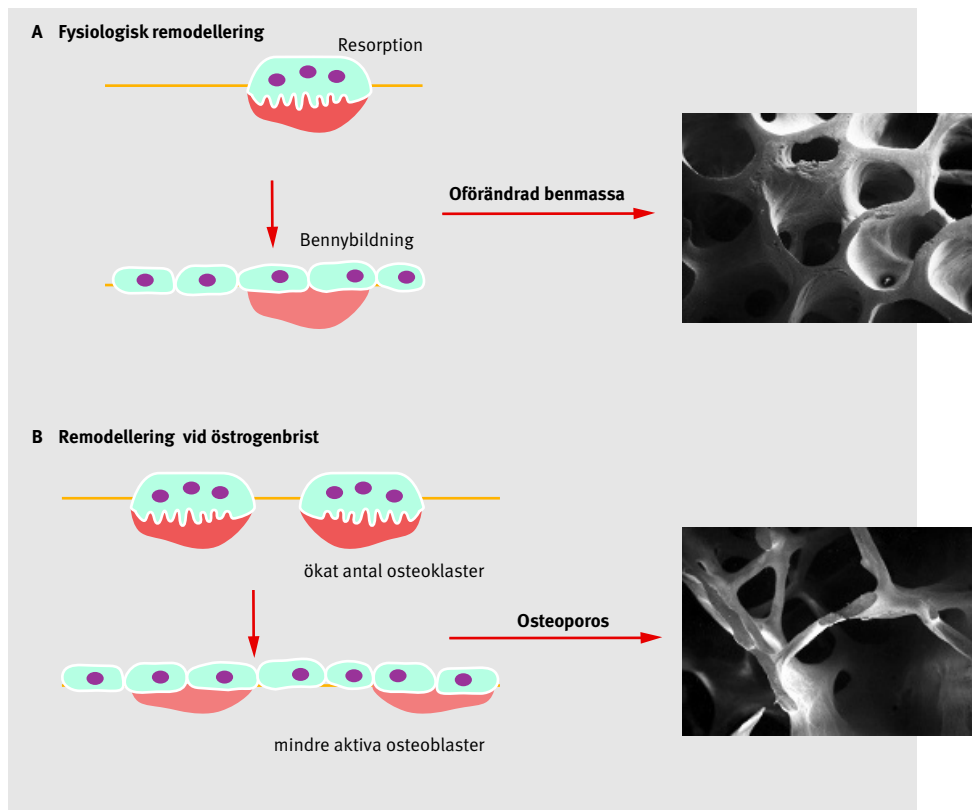 A Fysiologisk remodellering
Resorption
Oförändrad benmassa
Bennybildning
B Remodellering vid östrogenbrist
ökat antal osteoklaster
Osteoporos
mindre aktiva osteoblaster